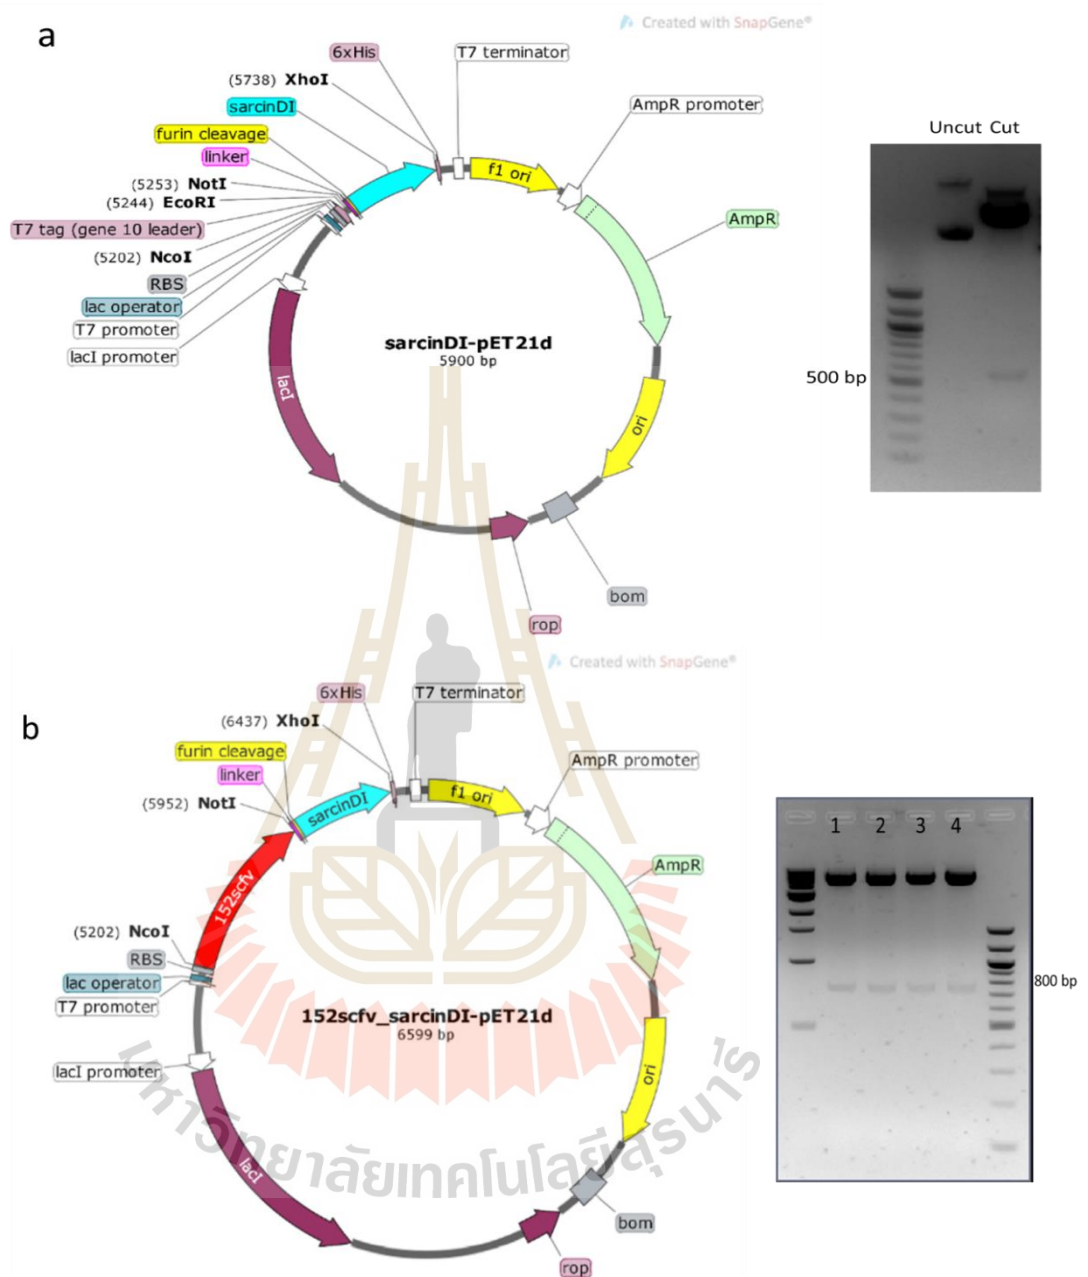 a
Created with SnapGene®
6xHis
T7 terminator
(5738) XhoI
sarcinDI
AmpR promoter
furin cleavage
linker
f1 ori
(5253) NotI
(5244) EcoRI
T7 tag (gene 10 leader)
AmpR
(5202) NcoI
RBS
lac operator
T7 promoter
lacI promoter
sarcinDI-pET21d
5900 bp
lacI
ori
bom
rop
Uncut Cut
500 bp
b
Created with SnapGene®
6xHis
T7 terminator
(6437) XhoI
furin cleavage
AmpR promoter
linker
f1 ori
(5952) NotI
sarcinDI
AmpR
152scfv
(5202) NcoI
RBS
lac operator
T7 promoter
152scfv_sarcinDI-pET21d
6599 bp
lacI promoter
ori
lacI
bom
rop
1 2 3 4
800 bp
มหาวิทยาลัยเทคโนโลยีสุรนารี